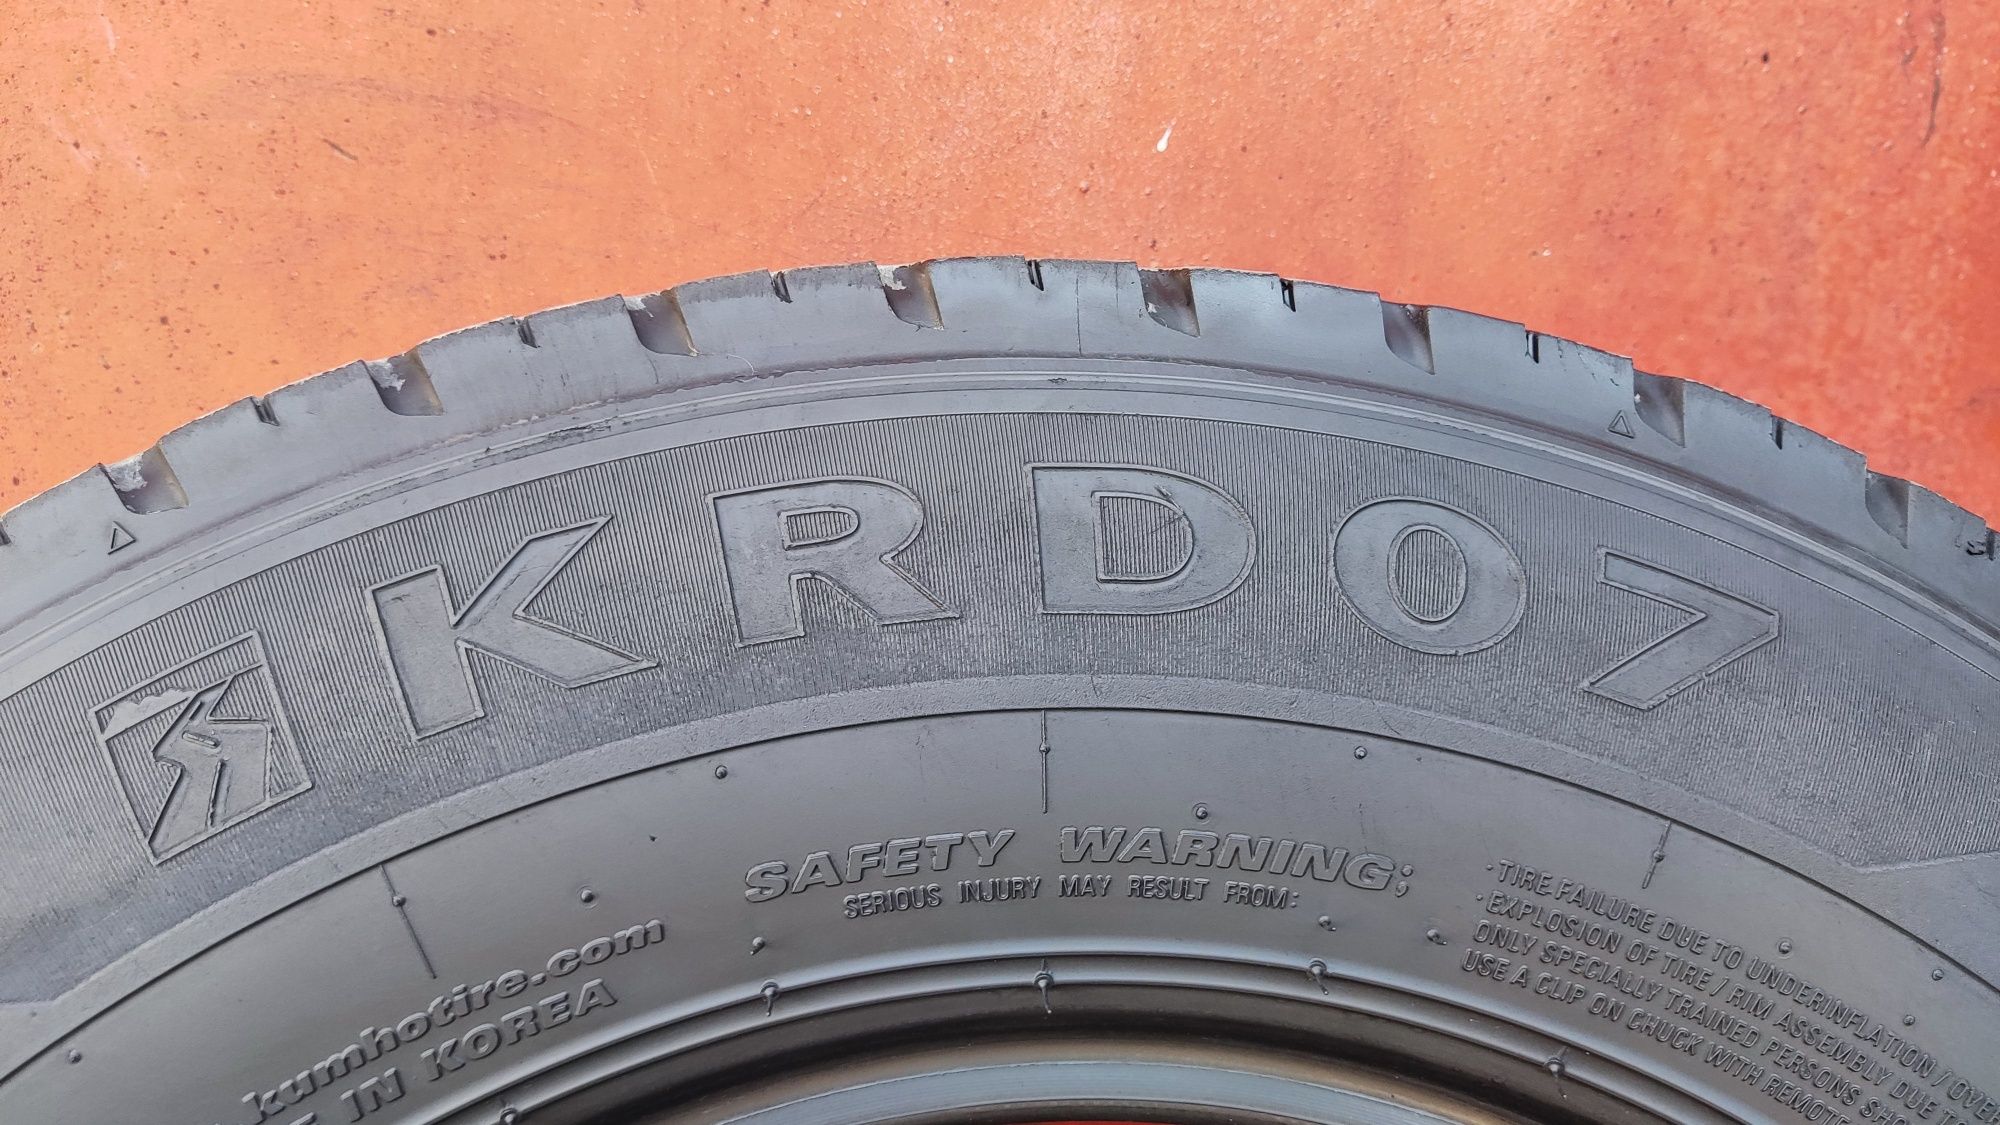 KRD07
SAFETY WARNING;
SERIOUS INJURY MAY RESULT FROM:
·TIRE FAILURE DUE TO UNDERINFLATION /
·EXPLOSION OF TIRE / RIM ASSEMBLY DUE
ONLY SPECIALLY TRAINED PERSONS
USE A CLIP ON CHUCK WITH REMOTE
kumhotire.com
IN KOREA